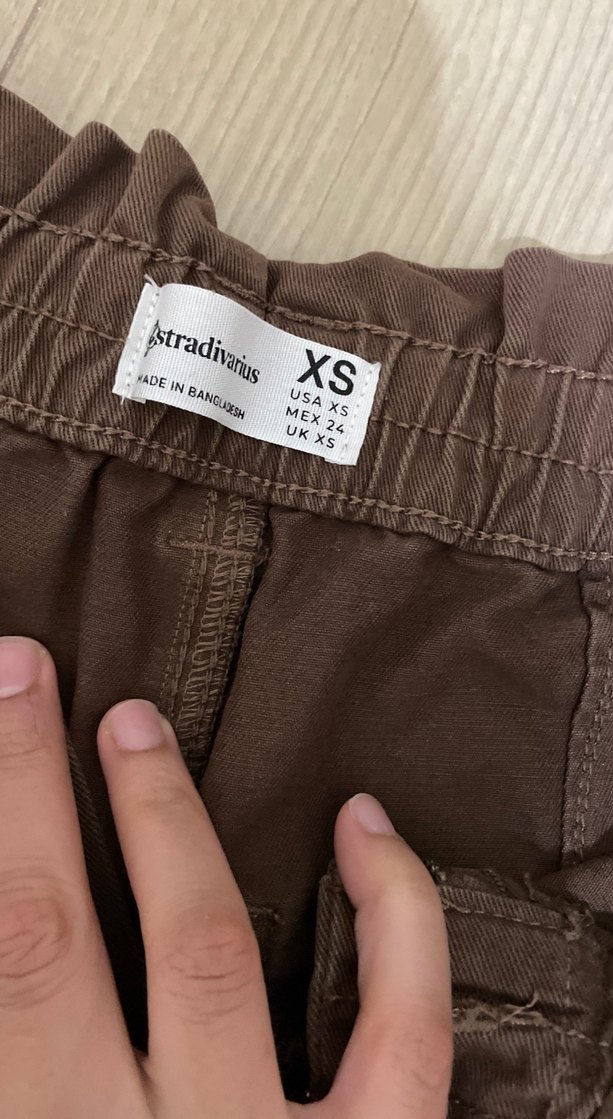 stradivarius
MADE IN BANGLADESH
XS
USA XS
MEX 24
UK XS